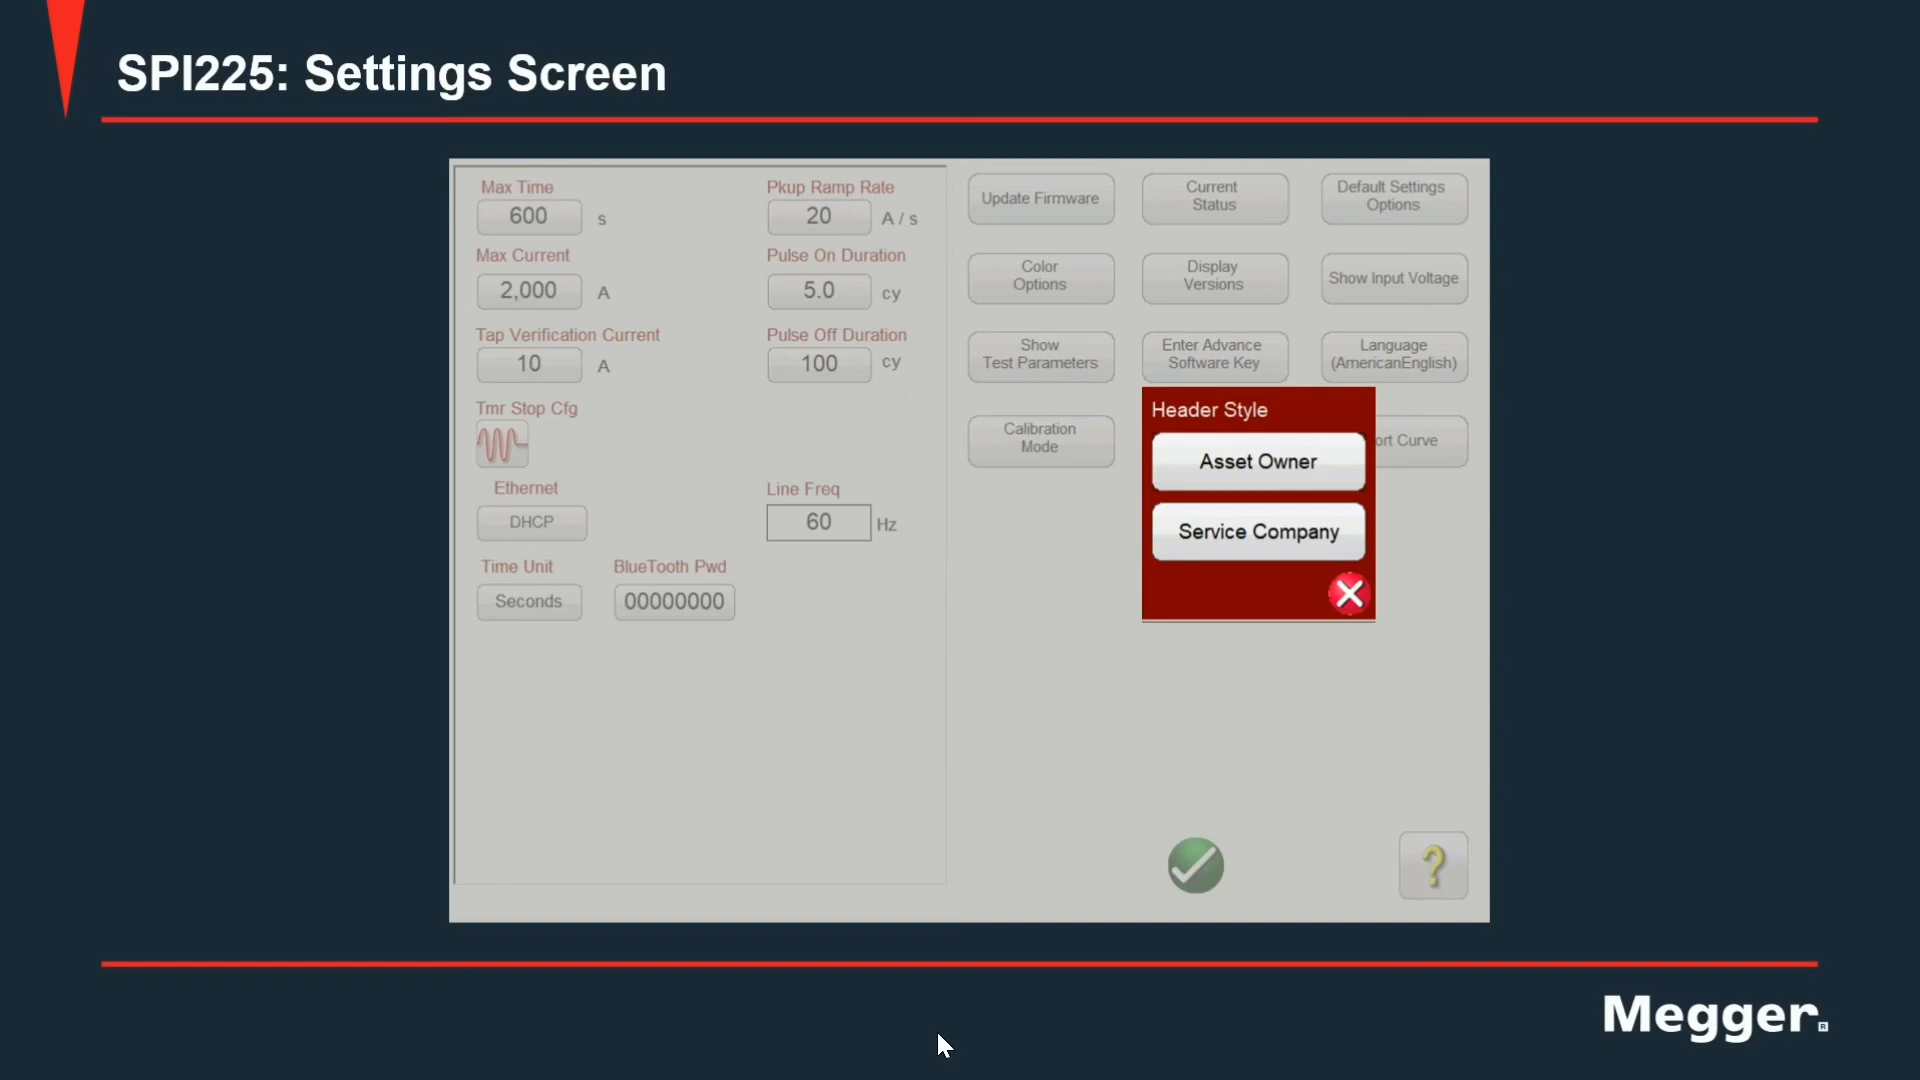 SPI225: Settings Screen
Max Time
600 s
Pkup Ramp Rate
20 A / s
Max Current
2,000 A
Pulse On Duration
5.0 cy
Tap Verification Current
10 A
Pulse Off Duration
100 cy
Tmr Stop Cfg
Ethernet
DHCP
Line Freq
60 Hz
Time Unit
Seconds
BlueTooth Pwd
00000000
Update Firmware
Current
Status
Default Settings
Options
Color
Options
Display
Versions
Show Input Voltage
Show
Test Parameters
Enter Advance
Software Key
Language
(AmericanEnglish)
Calibration
Mode
ort Curve
Header Style
Asset Owner
Service Company
?
Megger®